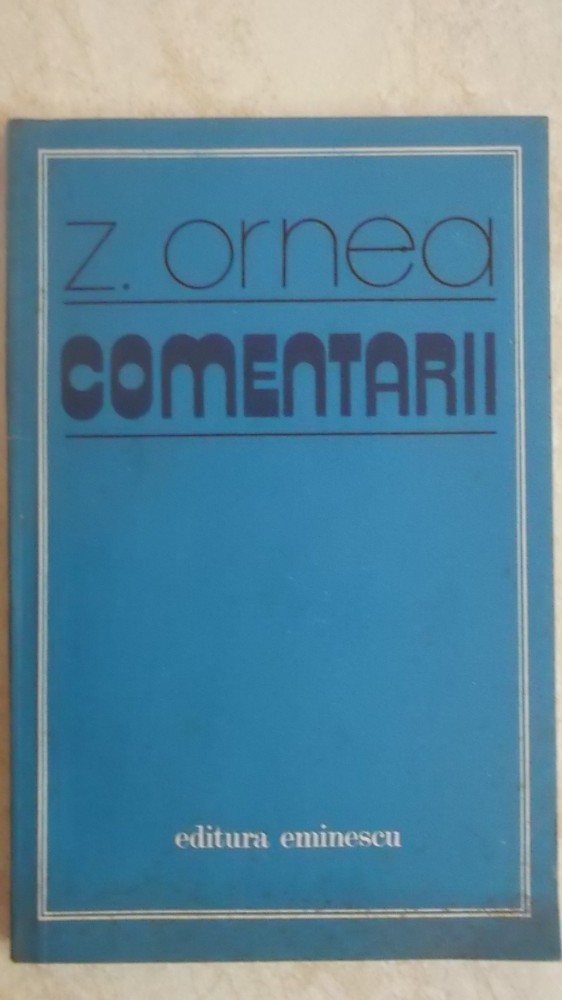 z. ornea
COMENTARII
editura eminescu